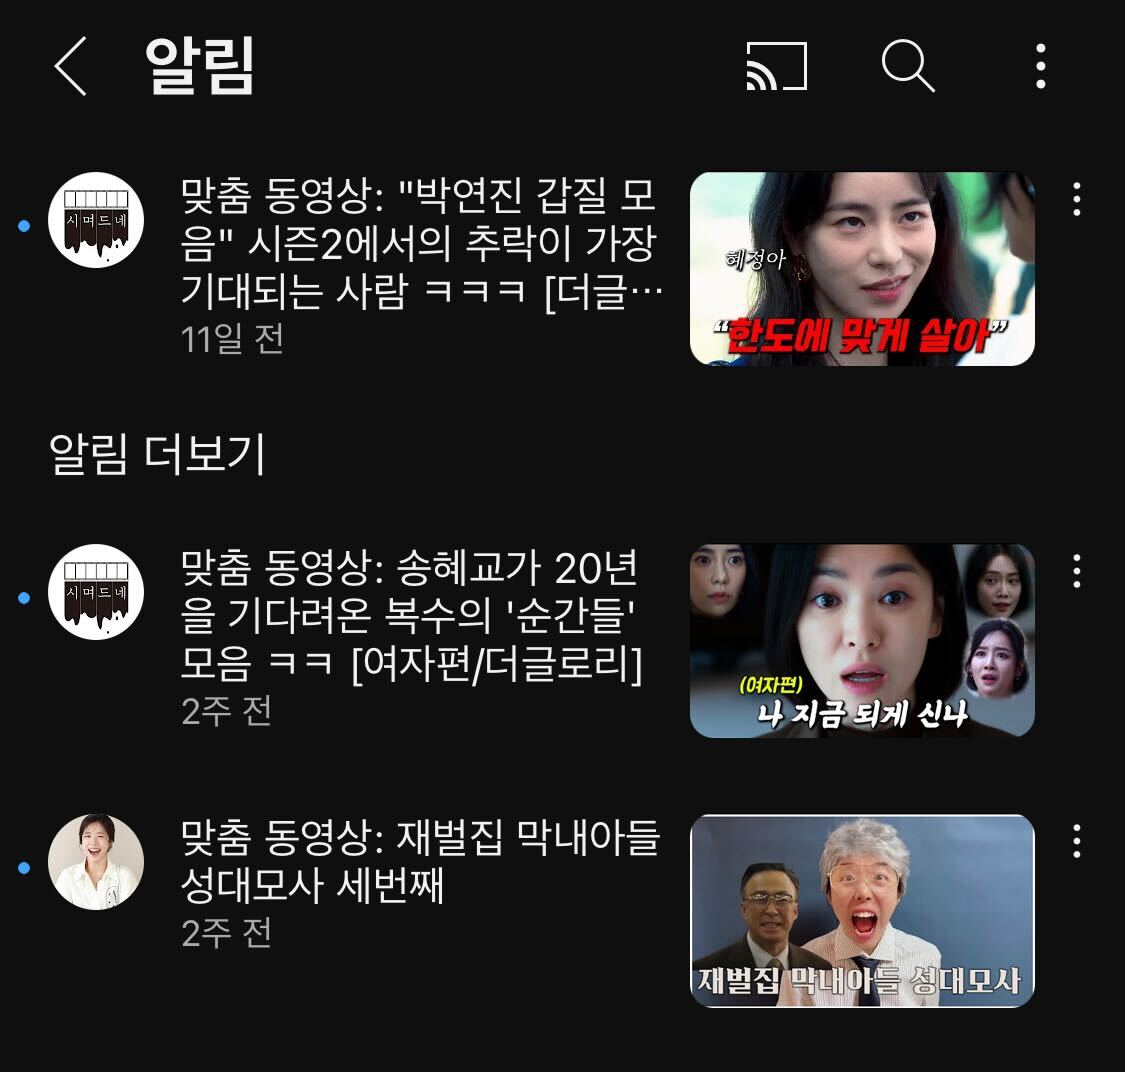 알림
시며드네
맞춤 동영상: "박연진 갑질 모
음" 시즌2에서의 추락이 가장
기대되는 사람 ㅋㅋㅋ [더글…
11일 전
혜정아
“한도에 맞게 살아”
알림 더보기
시며드네
맞춤 동영상: 송혜교가 20년
을 기다려온 복수의 '순간들'
모음 ㅋㅋ [여자편/더글로리]
2주 전
(여자편)
나 지금 되게 신나
맞춤 동영상: 재벌집 막내아들
성대모사 세번째
2주 전
재벌집 막내아들 성대모사